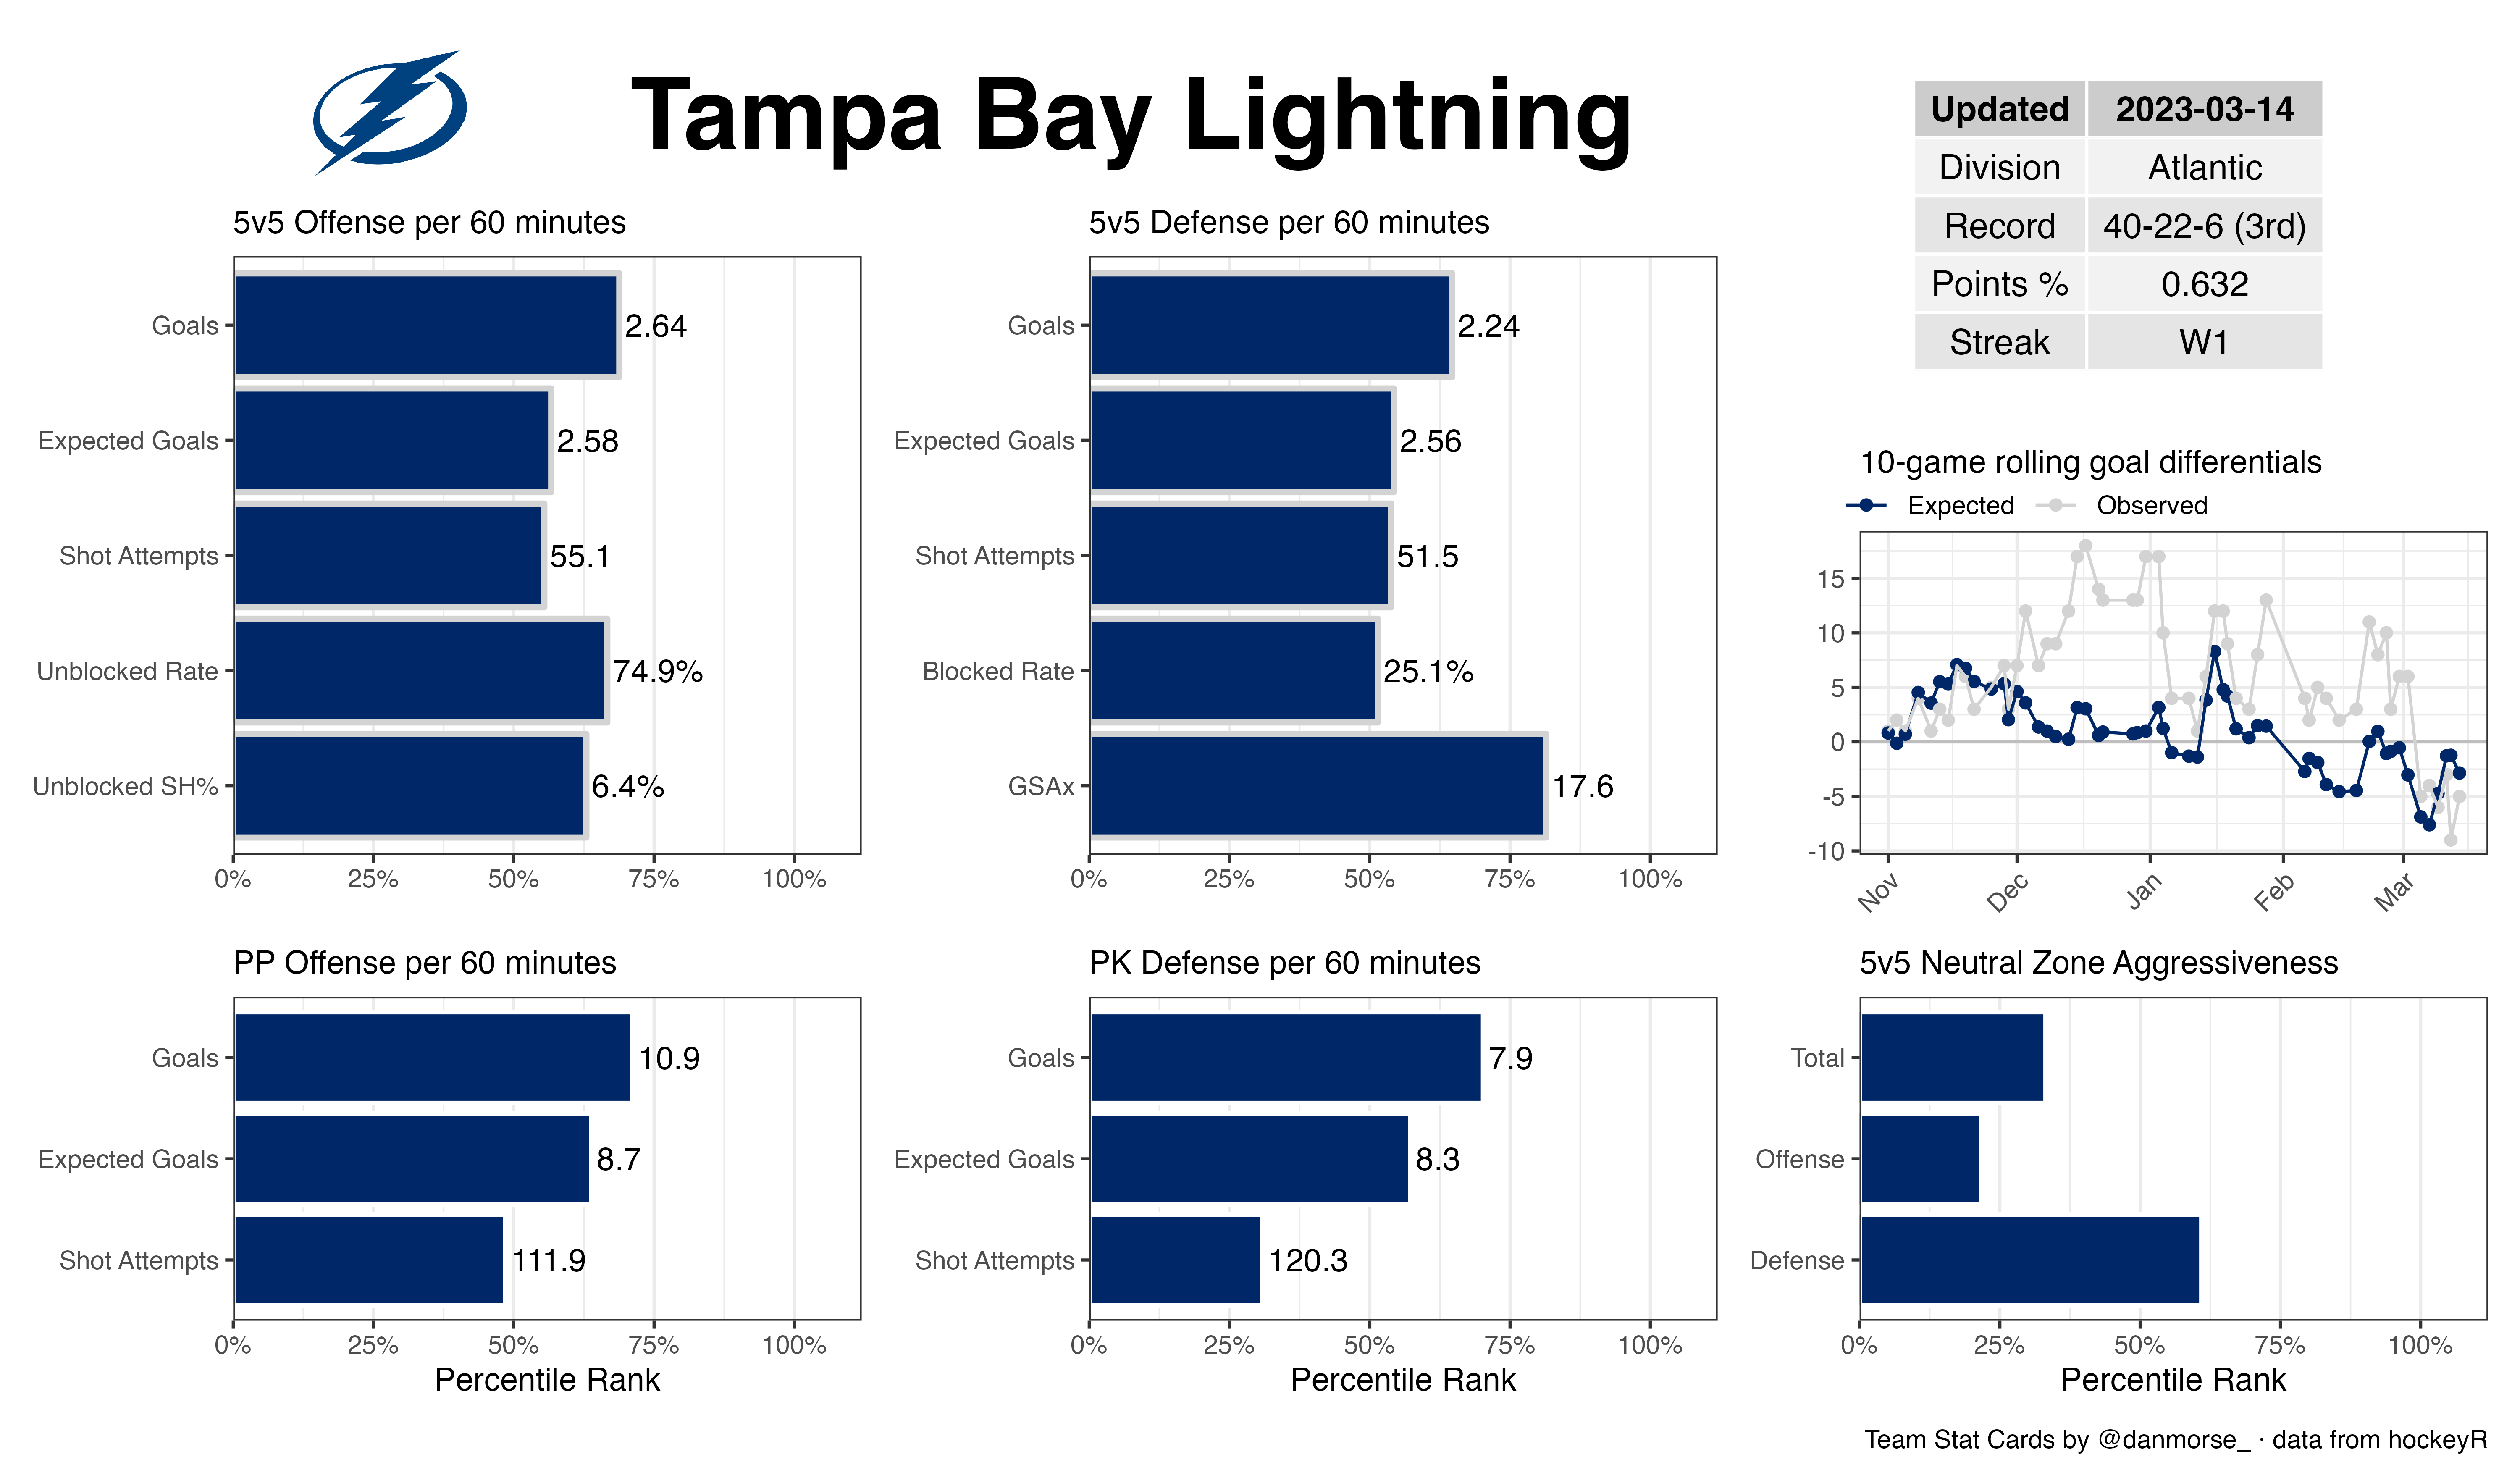 Tampa Bay Lightning
Updated 2023-03-14
Division Atlantic
Record 40-22-6 (3rd)
Points % 0.632
Streak W1
5v5 Offense per 60 minutes
Goals 2.64
Expected Goals 2.58
Shot Attempts 55.1
Unblocked Rate 74.9%
Unblocked SH% 6.4%
0% 25% 50% 75% 100%
5v5 Defense per 60 minutes
Goals 2.24
Expected Goals 2.56
Shot Attempts 51.5
Blocked Rate 25.1%
GSAx 17.6
0% 25% 50% 75% 100%
10-game rolling goal differentials
Expected Observed
15
10
5
0
-5
-10
Nov Dec Jan Feb Mar
PP Offense per 60 minutes
Goals 10.9
Expected Goals 8.7
Shot Attempts 111.9
0% 25% 50% 75% 100%
Percentile Rank
PK Defense per 60 minutes
Goals 7.9
Expected Goals 8.3
Shot Attempts 120.3
0% 25% 50% 75% 100%
Percentile Rank
5v5 Neutral Zone Aggressiveness
Total
Offense
Defense
0% 25% 50% 75% 100%
Percentile Rank
Team Stat Cards by @danmorse_ · data from hockeyR